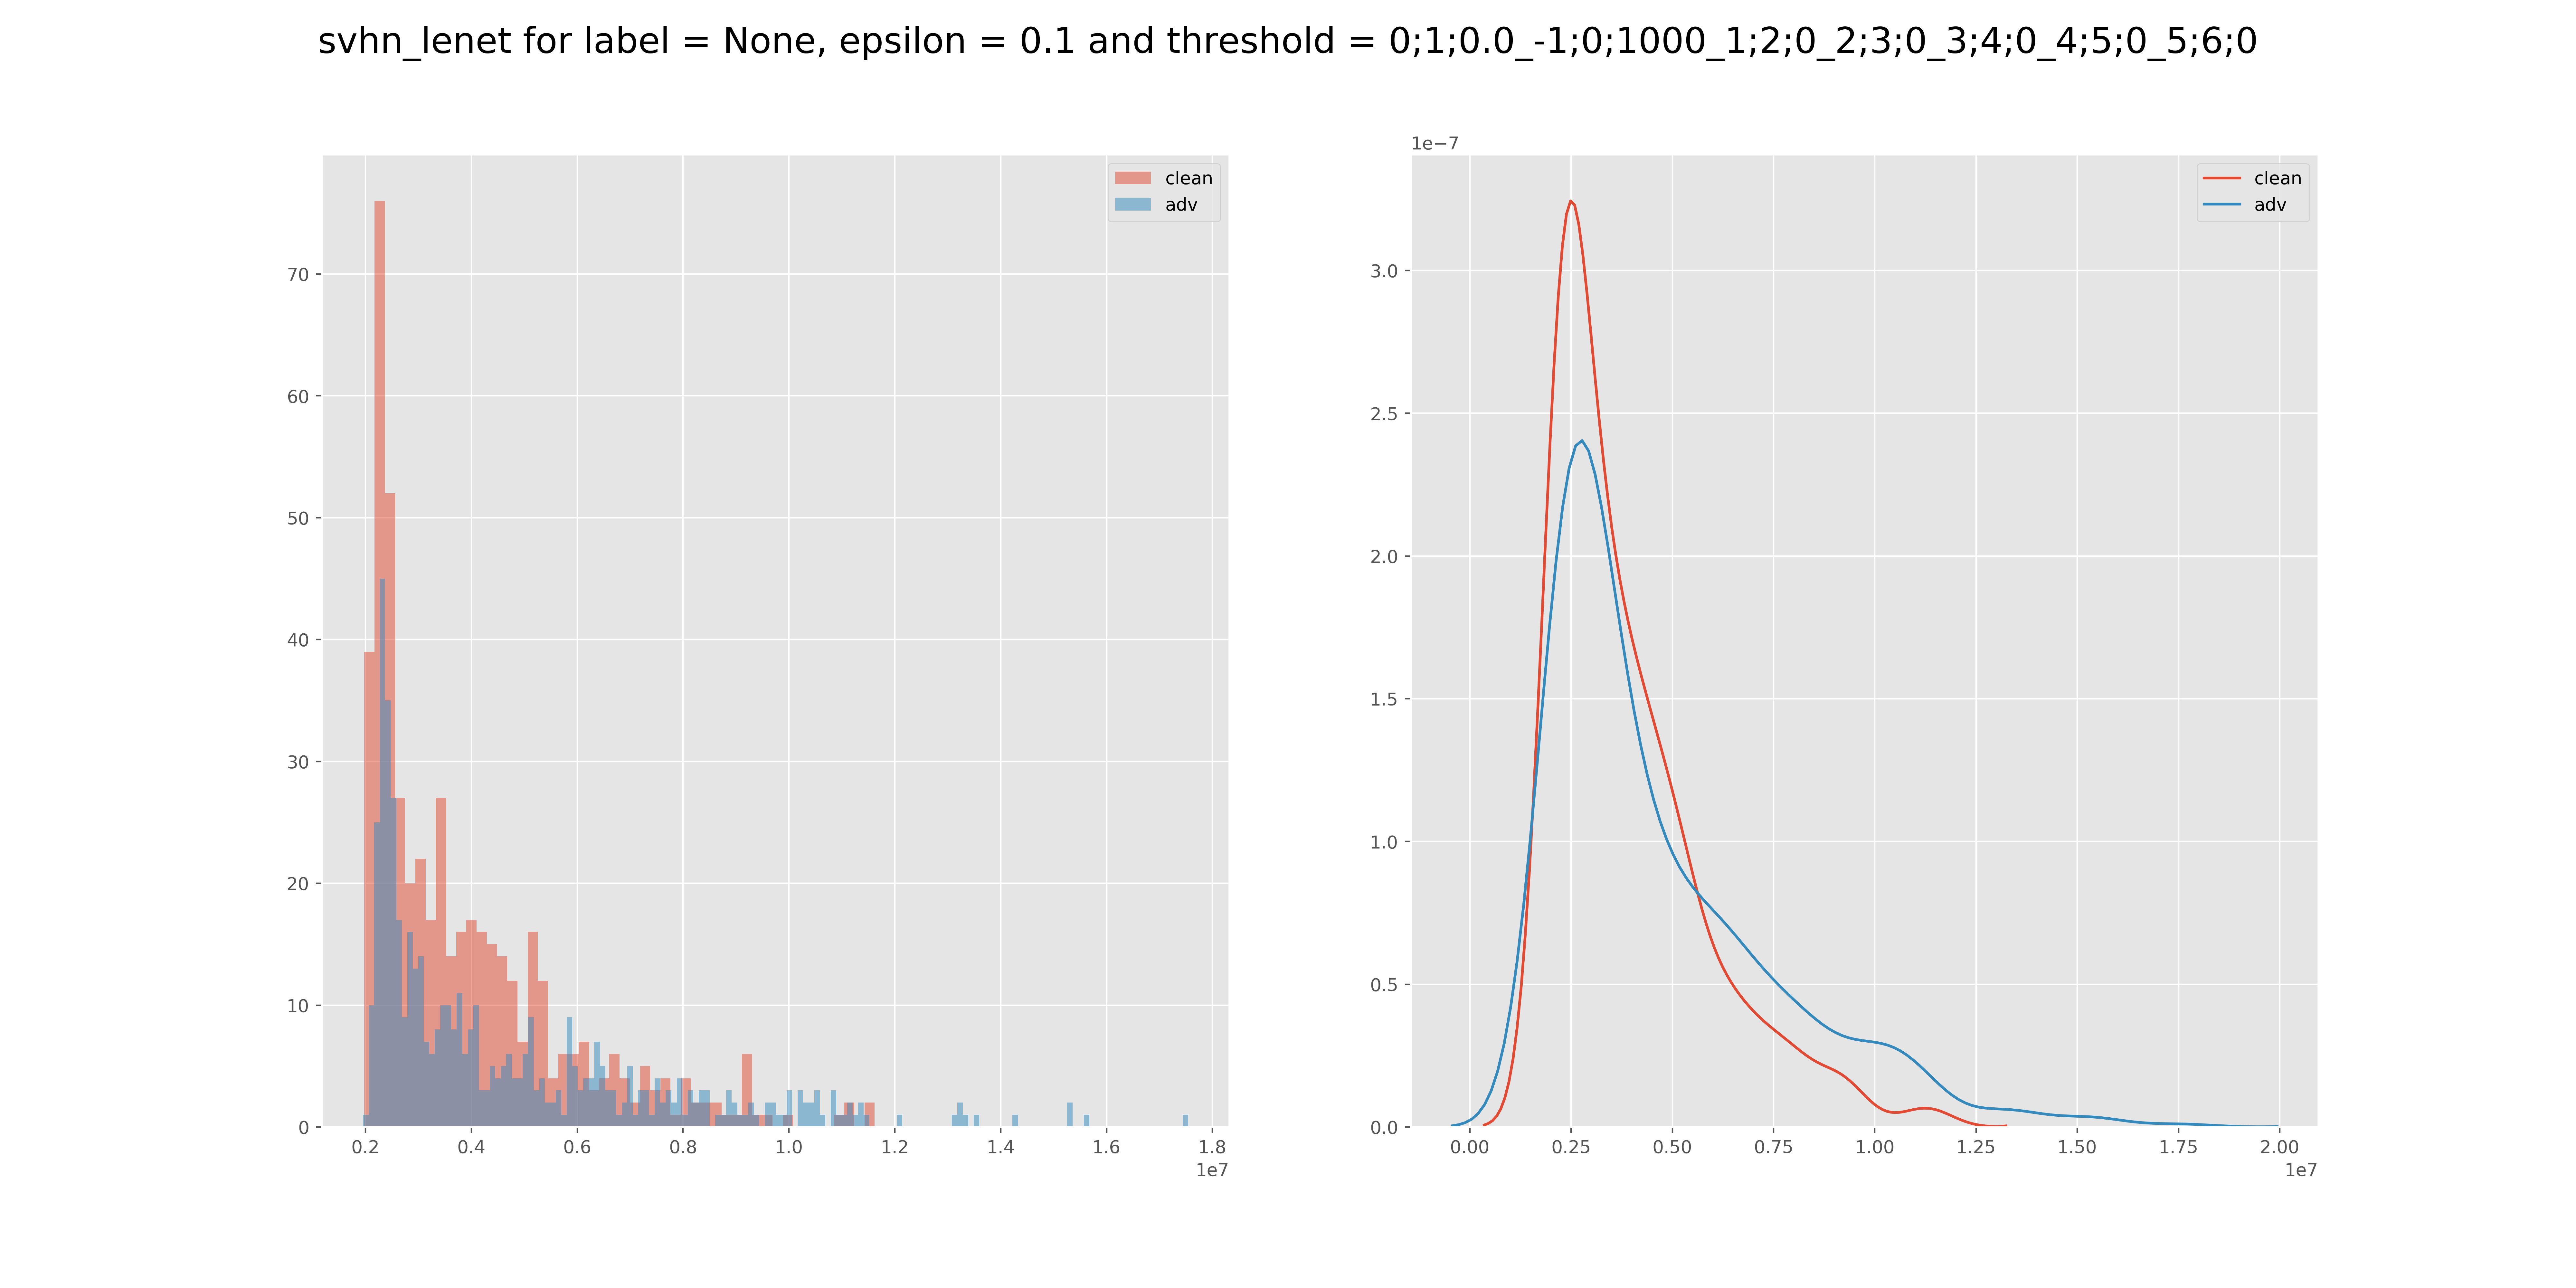 svhn_lenet for label = None, epsilon = 0.1 and threshold = 0;1;0.0_-1;0;1000_1;2;0_2;3;0_3;4;0_4;5;0_5;6;0
clean
adv
70
60
50
40
30
20
10
0
0.2 0.4 0.6 0.8 1.0 1.2 1.4 1.6 1.8
1e7
1e−7
clean
adv
3.0
2.5
2.0
1.5
1.0
0.5
0.0
0.00 0.25 0.50 0.75 1.00 1.25 1.50 1.75 2.00
1e7